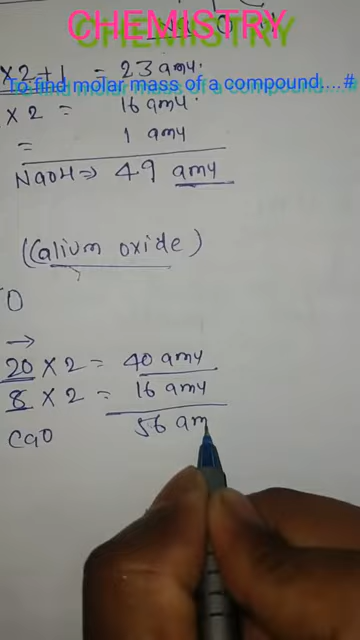 CHEMISTRY
× 2 + 1 = 23 amu.
To find molar mass of a compound....#
× 2 = 16 amu.
= 1 amu
NaOH ⇒ 49 amu
((Calium oxide)
O
→
20 × 2 = 40 amu
8 × 2 = 16 amu
CaO 56 am